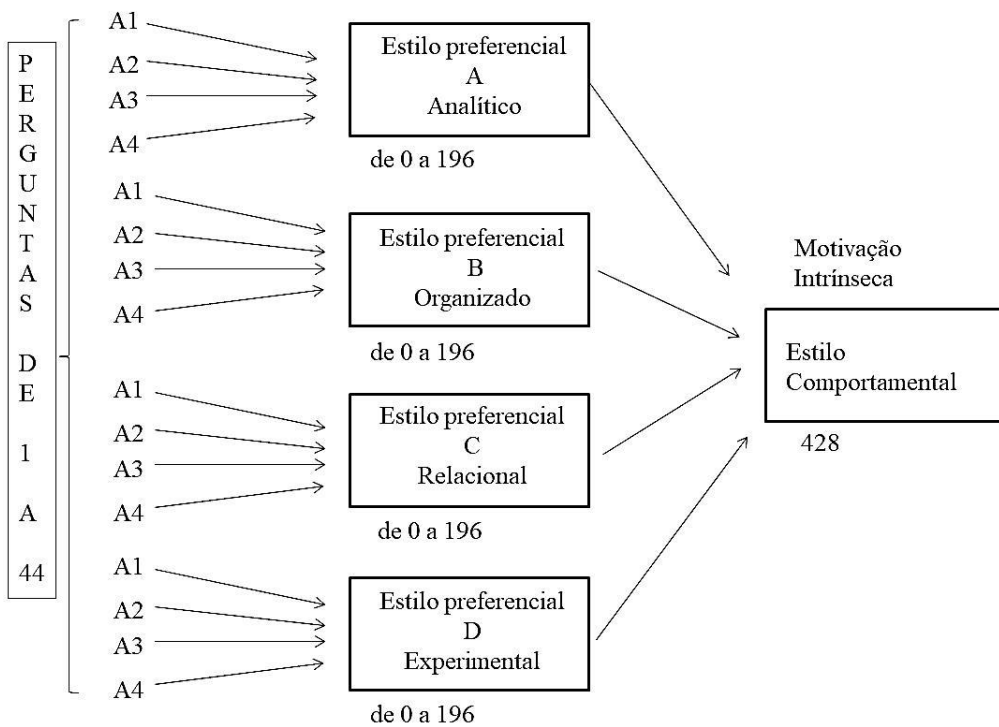 PERGUNTAS DE 1 A 44
A1
A2
A3
A4
Estilo preferencial
A
Analítico
de 0 a 196
A1
A2
A3
A4
Estilo preferencial
B
Organizado
de 0 a 196
A1
A2
A3
A4
Estilo preferencial
C
Relacional
de 0 a 196
A1
A2
A3
A4
Estilo preferencial
D
Experimental
de 0 a 196
Motivação
Intrínseca
Estilo
Comportamental
428